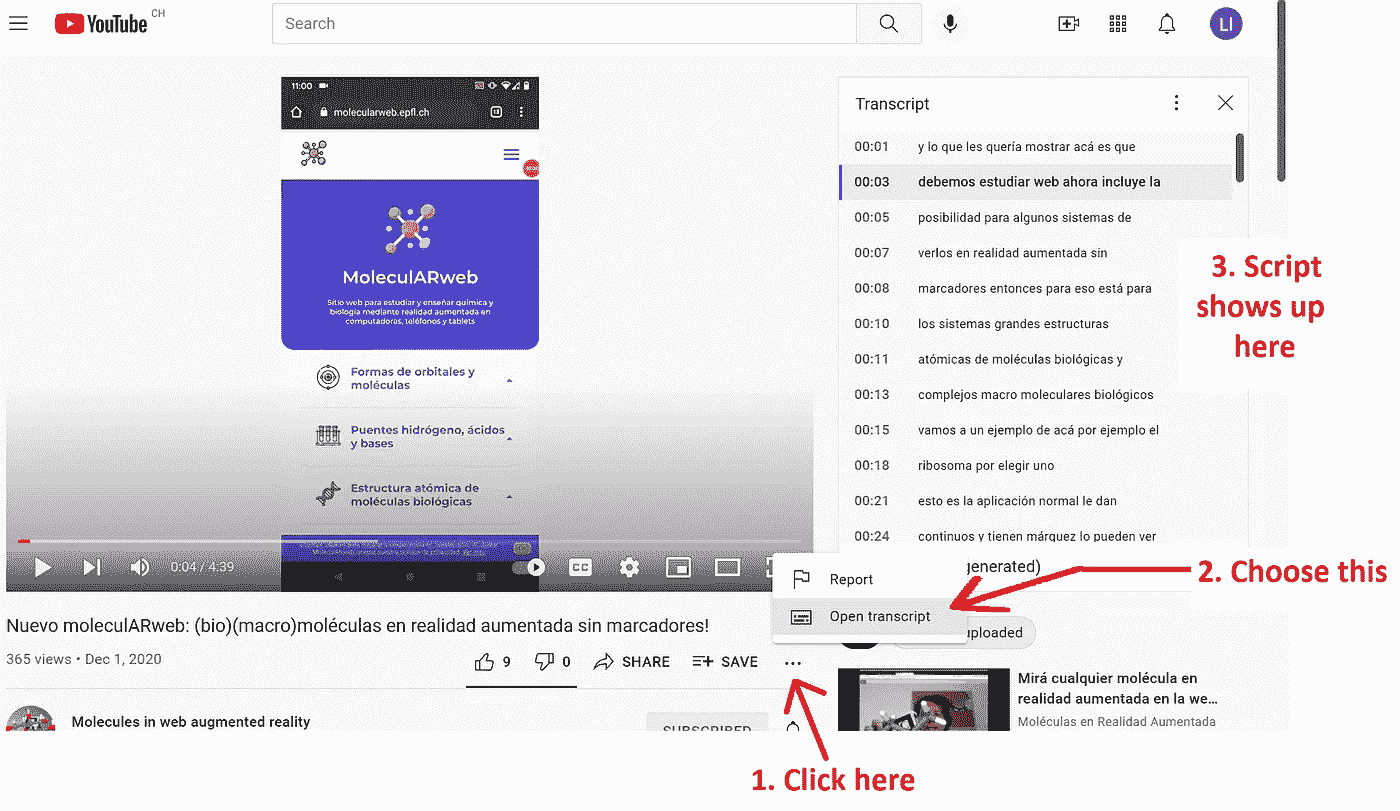 YouTube CH
Search
LI
11:00
molecularweb.epfl.ch
MoleculARweb
Sitio web para estudiar y enseñar química y
biología mediante realidad aumentada en
computadoras, teléfonos y tablets
Formas de orbitales y
moléculas
Puentes hidrógeno, ácidos
y bases
Estructura atómica de
moléculas biológicas
0:04 / 4:39
CC
Transcript
00:01 y lo que les quería mostrar acá es que
00:03 debemos estudiar web ahora incluye la
00:05 posibilidad para algunos sistemas de
00:07 verlos en realidad aumentada sin
00:08 marcadores entonces para eso está para
00:10 los sistemas grandes estructuras
00:11 atómicas de moléculas biológicas y
00:13 complejos macro moleculares biológicos
00:15 vamos a un ejemplo de acá por ejemplo el
00:18 ribosoma por elegir uno
00:21 esto es la aplicación normal le dan
00:24 continuos y tienen márquez lo pueden ver
generated)
3. Script
shows up
here
Report
Open transcript
2. Choose this
uploaded
Nuevo moleculARweb: (bio)(macro)moléculas en realidad aumentada sin marcadores!
365 views • Dec 1, 2020
9
0
SHARE
SAVE
Molecules in web augmented reality
SUBSCRIBED
Mirá cualquier molécula en
realidad aumentada en la we...
Moléculas en Realidad Aumentada
1. Click here